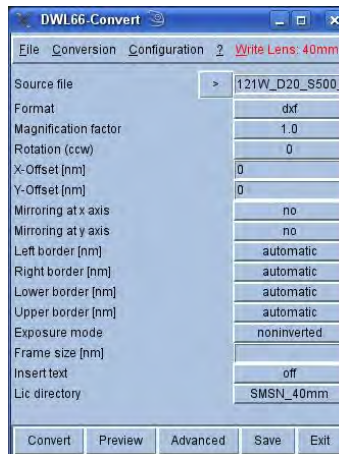 DWL66-Convert
File Conversion Configuration ? Write Lens: 40mm
Source file > 121W_D20_S500_
Format dxf
Magnification factor 1.0
Rotation (ccw) 0
X-Offset [nm] 0
Y-Offset [nm] 0
Mirroring at x axis no
Mirroring at y axis no
Left border [nm] automatic
Right border [nm] automatic
Lower border [nm] automatic
Upper border [nm] automatic
Exposure mode noninverted
Frame size [nm]
Insert text off
Lic directory SMSN_40mm
Convert Preview Advanced Save Exit